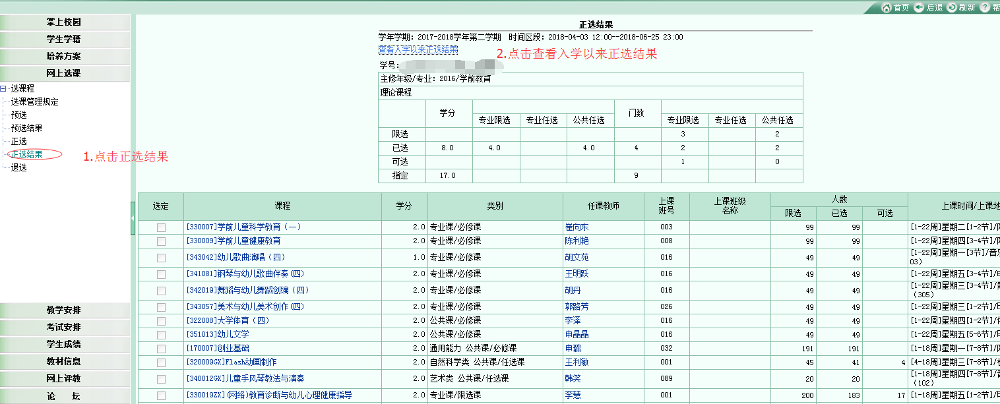 首页 后退 刷新 帮
掌上校园
学生学籍
培养方案
网上选课
选课程
选课管理规定
预选
预选结果
正选
正选结果
退选
1.点击正选结果
教学安排
考试安排
学生成绩
教材信息
网上评教
论 坛
正选结果
学年学期：2017-2018学年第二学期 时间区段：2018-04-03 12:00--2018-06-25 23:00
查看入学以来正选结果
2.点击查看入学以来正选结果
学号：
主修年级/专业：2016/学前教育
理论课程
学分 门数
专业限选 专业任选 公共任选 专业限选 专业任选 公共任选
限选 3 2
已选 8.0 4.0 4.0 4 2 2
可选 1 0
指定 17.0 9
选定 课程 学分 类别 任课教师 上课班号 上课班级名称 人数 上课时间/上课地
限选 已选 可选
[330007]学前儿童科学教育（一） 2.0 专业课/必修课 崔向东 003 99 99 [1-22周]星期二[1-2节]/
[330009]学前儿童健康教育 2.0 专业课/必修课 陈利艳 008 99 99 [1-22周]星期四[3-4节]/
[343042]幼儿歌曲演唱（四） 1.0 专业课/必修课 胡文苑 016 49 49 [1-22周]星期一[3节]/音
03）
[341081]钢琴与幼儿歌曲伴奏(四) 2.0 专业课/必修课 王明跃 016 49 49 [1-22周]星期五[3-4节]/
[342019]舞蹈与幼儿舞蹈创编（四） 2.0 专业课/必修课 胡丹 016 49 49 [1-22周]星期三[3-4节]/
（305）
[343057]美术与幼儿美术创作(四) 2.0 专业课/必修课 郭路芳 026 49 49 [1-22周]星期三[1-2节]/
[322008]大学体育（四） 2.0 公共课/必修课 李泽 016 49 49 [1-22周]星期四[1-2节]/
[351013]幼儿文学 2.0 公共课/必修课 申晶晶 016 49 49 [1-22周]星期五[5-6节]/
[170007]创业基础 2.0 通用能力 公共课/必修课 申璐 032 191 191 [1-18周]星期一[7-8节]/
[320009GX]Flash动画制作 2.0 自然科学类 公共课/任选课 王利敏 001 45 41 4 [4-18周]星期三[7-8节]/
[340012GX]儿童手风琴教法与演奏 2.0 艺术类 公共课/任选课 韩笑 089 20 20 [1-18周]星期四[7-8节]/
（102）
[330019ZX](网络)教育诊断与幼儿心理健康指导 2.0 专业课/限选课 李慧 001 200 183 17 [1-18周]星期五[1-2节]/